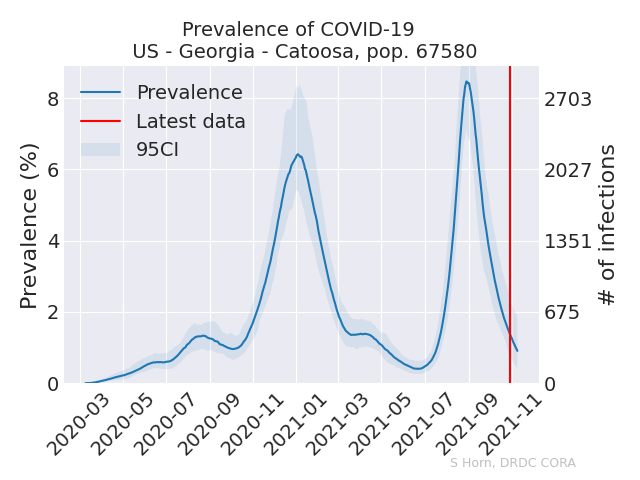 Prevalence of COVID-19
US - Georgia - Catoosa, pop. 67580
Prevalence
Latest data
95CI
Prevalence (%)
8
6
4
2
0
2703
2027
1351
675
0
# of infections
2020-03
2020-05
2020-07
2020-09
2020-11
2021-01
2021-03
2021-05
2021-07
2021-09
2021-11
S Horn, DRDC CORA